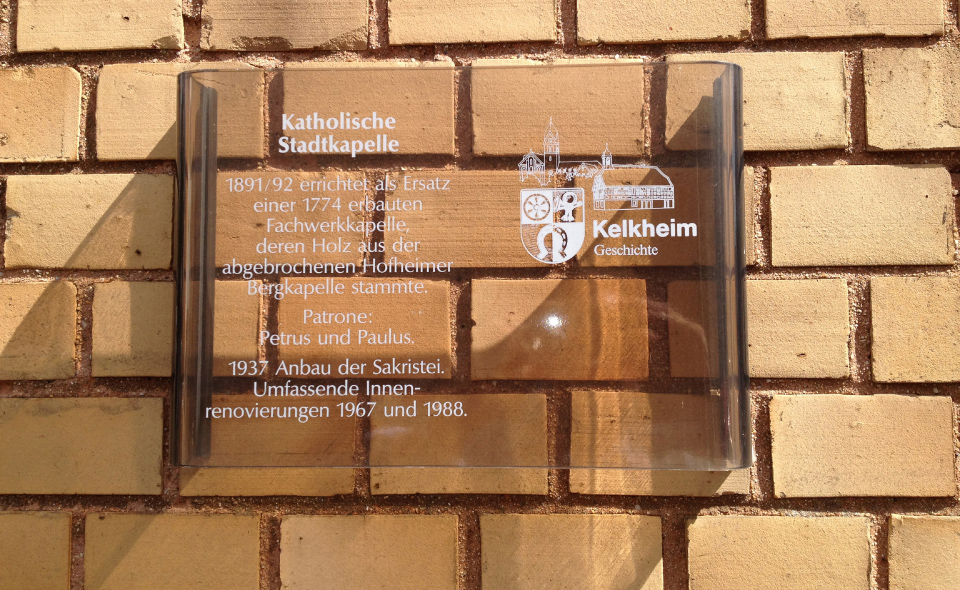 Katholische
Stadtkapelle
1891/92 errichtet als Ersatz
einer 1774 erbauten
Fachwerkkapelle,
deren Holz aus der
abgebrochenen Hofheimer
Bergkapelle stammte.
Patrone:
Petrus und Paulus.
1937 Anbau der Sakristei.
Umfassende Innen-
renovierungen 1967 und 1988.
Kelkheim
Geschichte